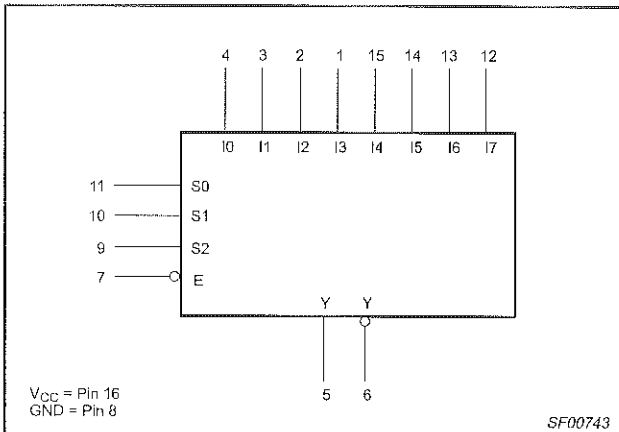 4 3 2 1 15 14 13 12
I0 I1 I2 I3 I4 I5 I6 I7
11 S0
10 S1
9 S2
7 E
Y Y
5 6
VCC = Pin 16
GND = Pin 8
SF00743